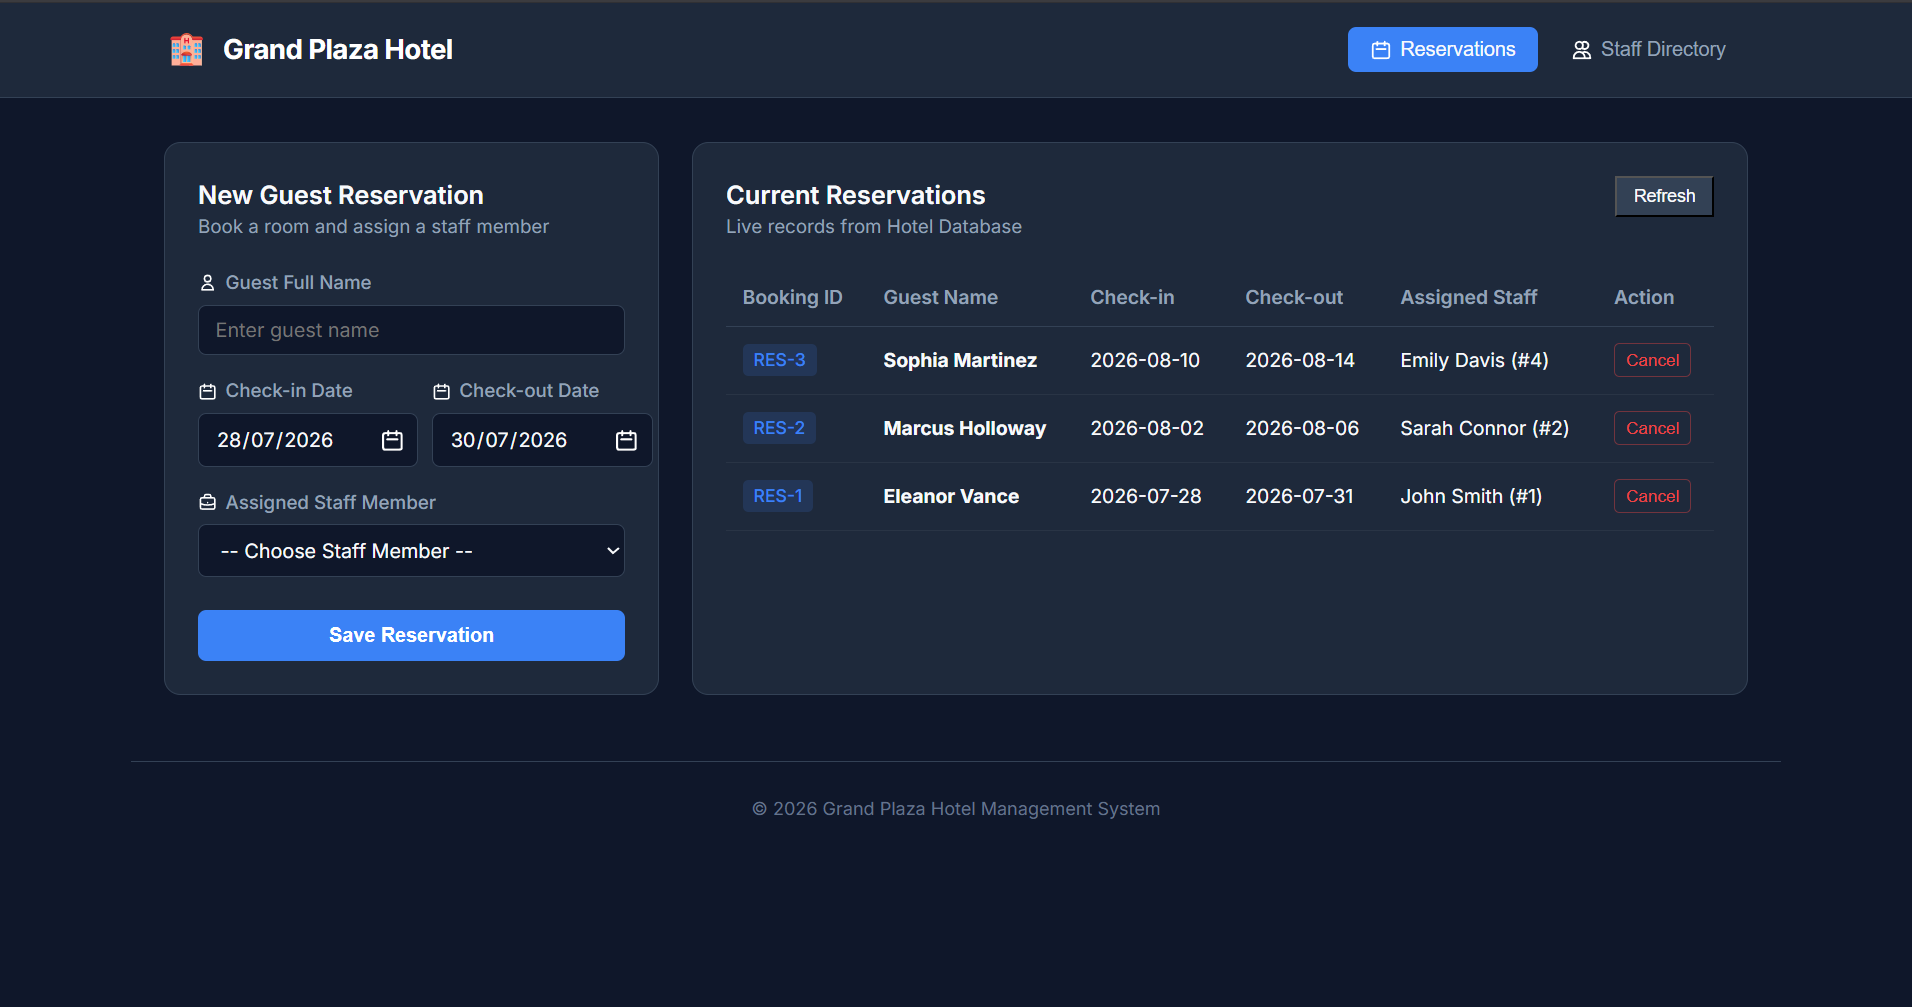 Grand Plaza Hotel
Reservations
Staff Directory
New Guest Reservation
Book a room and assign a staff member
Guest Full Name
Enter guest name
Check-in Date Check-out Date
28/07/2026 30/07/2026
Assigned Staff Member
-- Choose Staff Member --
Save Reservation
Current Reservations
Live records from Hotel Database
Refresh
Booking ID Guest Name Check-in Check-out Assigned Staff Action
RES-3 Sophia Martinez 2026-08-10 2026-08-14 Emily Davis (#4) Cancel
RES-2 Marcus Holloway 2026-08-02 2026-08-06 Sarah Connor (#2) Cancel
RES-1 Eleanor Vance 2026-07-28 2026-07-31 John Smith (#1) Cancel
© 2026 Grand Plaza Hotel Management System